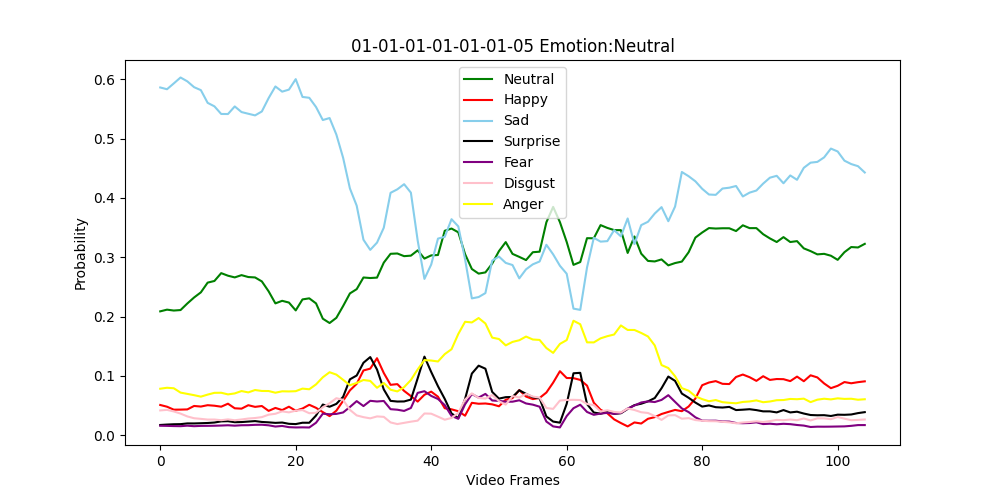 01-01-01-01-01-01-05 Emotion:Neutral
Probability
0.6
0.5
0.4
0.3
0.2
0.1
0.0
Neutral
Happy
Sad
Surprise
Fear
Disgust
Anger
0 20 40 60 80 100
Video Frames